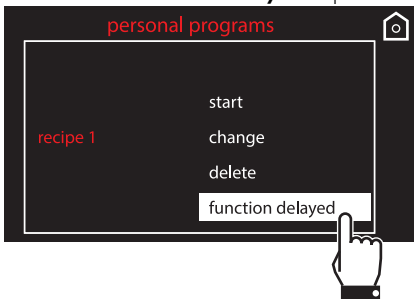 personal programs
start
recipe 1
change
delete
function delayed